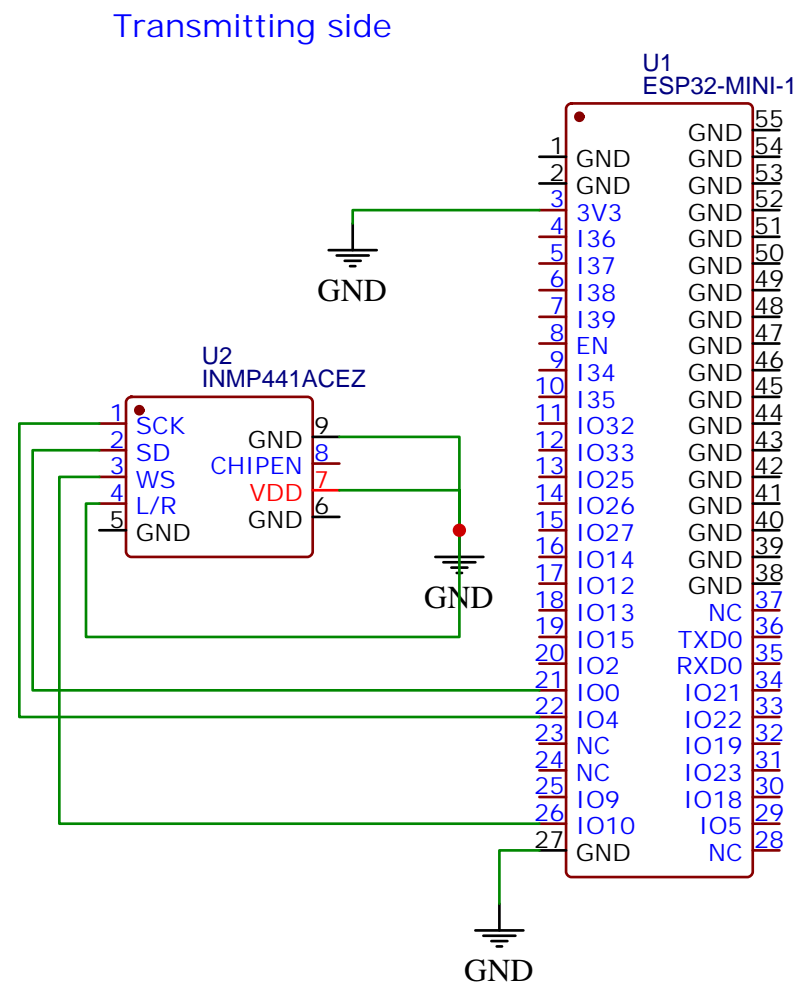 Transmitting side
U1
ESP32-MINI-1
1 GND
2 GND
3 3V3
4 I36
5 I37
6 I38
7 I39
8 EN
9 I34
10 I35
11 IO32
12 IO33
13 IO25
14 IO26
15 IO27
16 IO14
17 IO12
18 IO13
19 IO15
20 IO2
21 IO0
22 IO4
23 NC
24 NC
25 IO9
26 IO10
27 GND
GND 55
GND 54
GND 53
GND 52
GND 51
GND 50
GND 49
GND 48
GND 47
GND 46
GND 45
GND 44
GND 43
GND 42
GND 41
GND 40
GND 39
GND 38
NC 37
TXD0 36
RXD0 35
IO21 34
IO22 33
IO19 32
IO23 31
IO18 30
IO5 29
NC 28
GND
U2
INMP441ACEZ
1 SCK
2 SD
3 WS
4 L/R
5 GND
GND 9
CHIPEN 8
VDD 7
GND 6
GND
GND